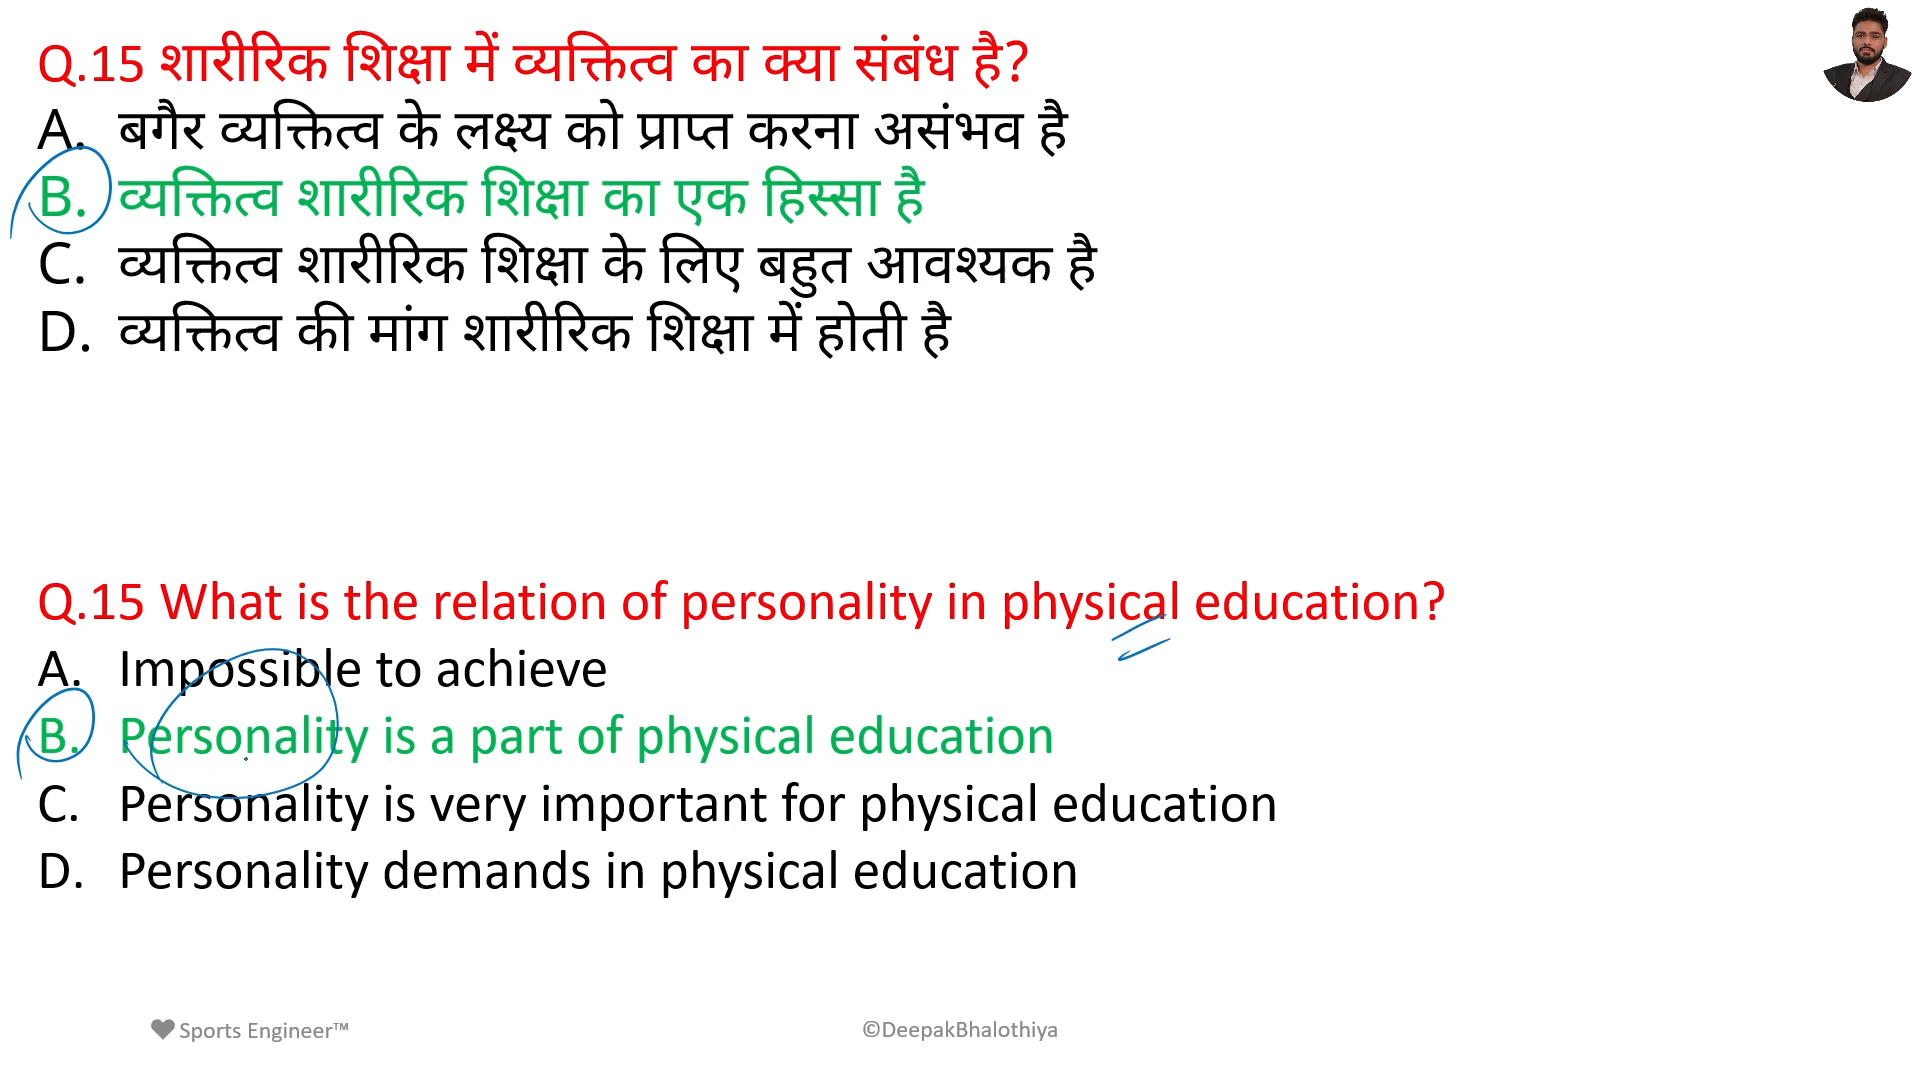 Q.15 शारीरिक शिक्षा में व्यक्तित्व का क्या संबंध है?
A. बगैर व्यक्तित्व के लक्ष्य को प्राप्त करना असंभव है
B. व्यक्तित्व शारीरिक शिक्षा का एक हिस्सा है
C. व्यक्तित्व शारीरिक शिक्षा के लिए बहुत आवश्यक है
D. व्यक्तित्व की मांग शारीरिक शिक्षा में होती है
Q.15 What is the relation of personality in physical education?
A. Impossible to achieve
B. Personality is a part of physical education
C. Personality is very important for physical education
D. Personality demands in physical education
Sports Engineer™
©DeepakBhalothiya